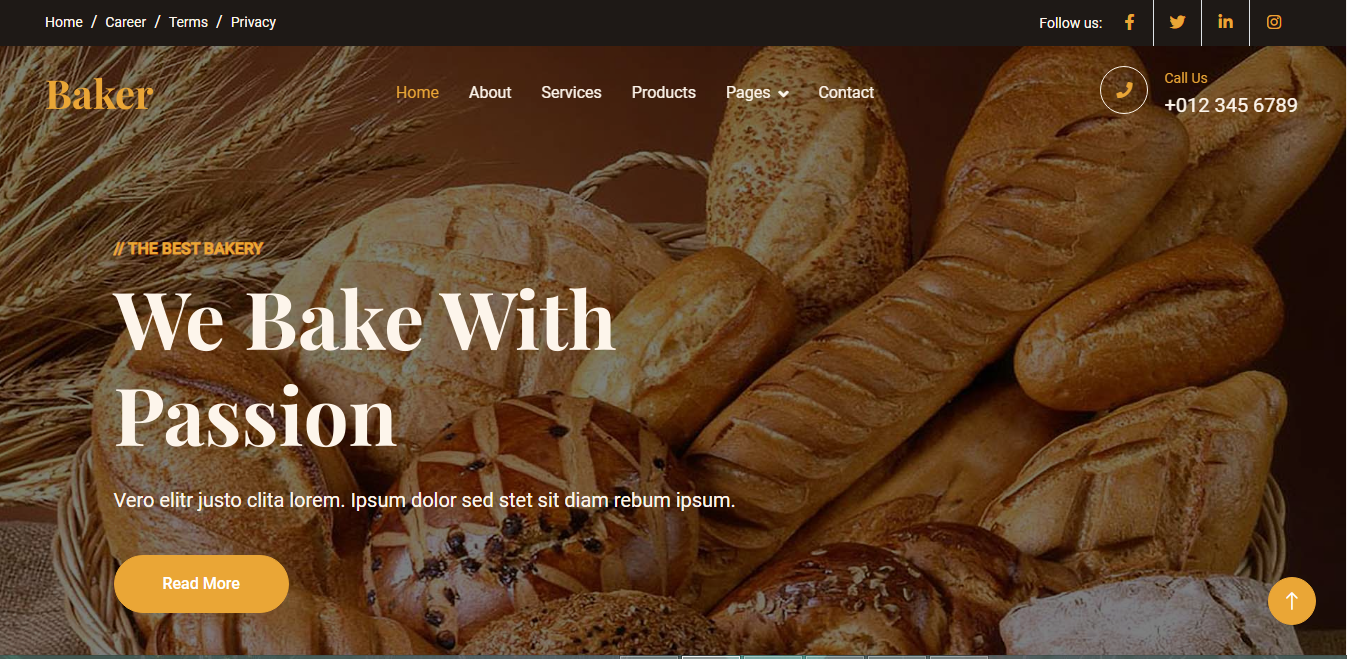 Home / Career / Terms / Privacy
Follow us:
Baker
Home About Services Products Pages Contact
Call Us
+012 345 6789
// THE BEST BAKERY
We Bake With
Passion
Vero elitr justo clita lorem. Ipsum dolor sed stet sit diam rebum ipsum.
Read More